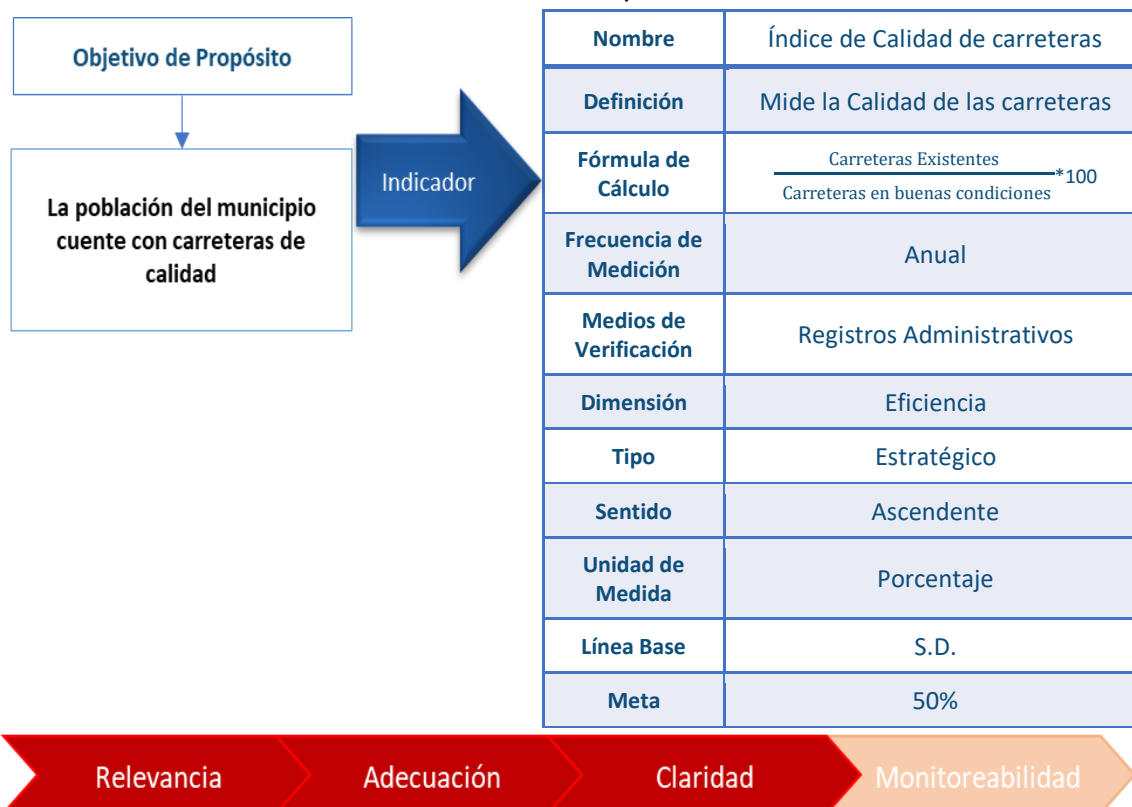 Objetivo de Propósito
La población del municipio
cuente con carreteras de
calidad
Indicador
Nombre
Índice de Calidad de carreteras
Definición
Mide la Calidad de las carreteras
Fórmula de
Cálculo
Carreteras Existentes
Carreteras en buenas condiciones
*100
Frecuencia de
Medición
Anual
Medios de
Verificación
Registros Administrativos
Dimensión
Eficiencia
Tipo
Estratégico
Sentido
Ascendente
Unidad de
Medida
Porcentaje
Línea Base
S.D.
Meta
50%
Relevancia
Adecuación
Claridad
Monitoreabilidad